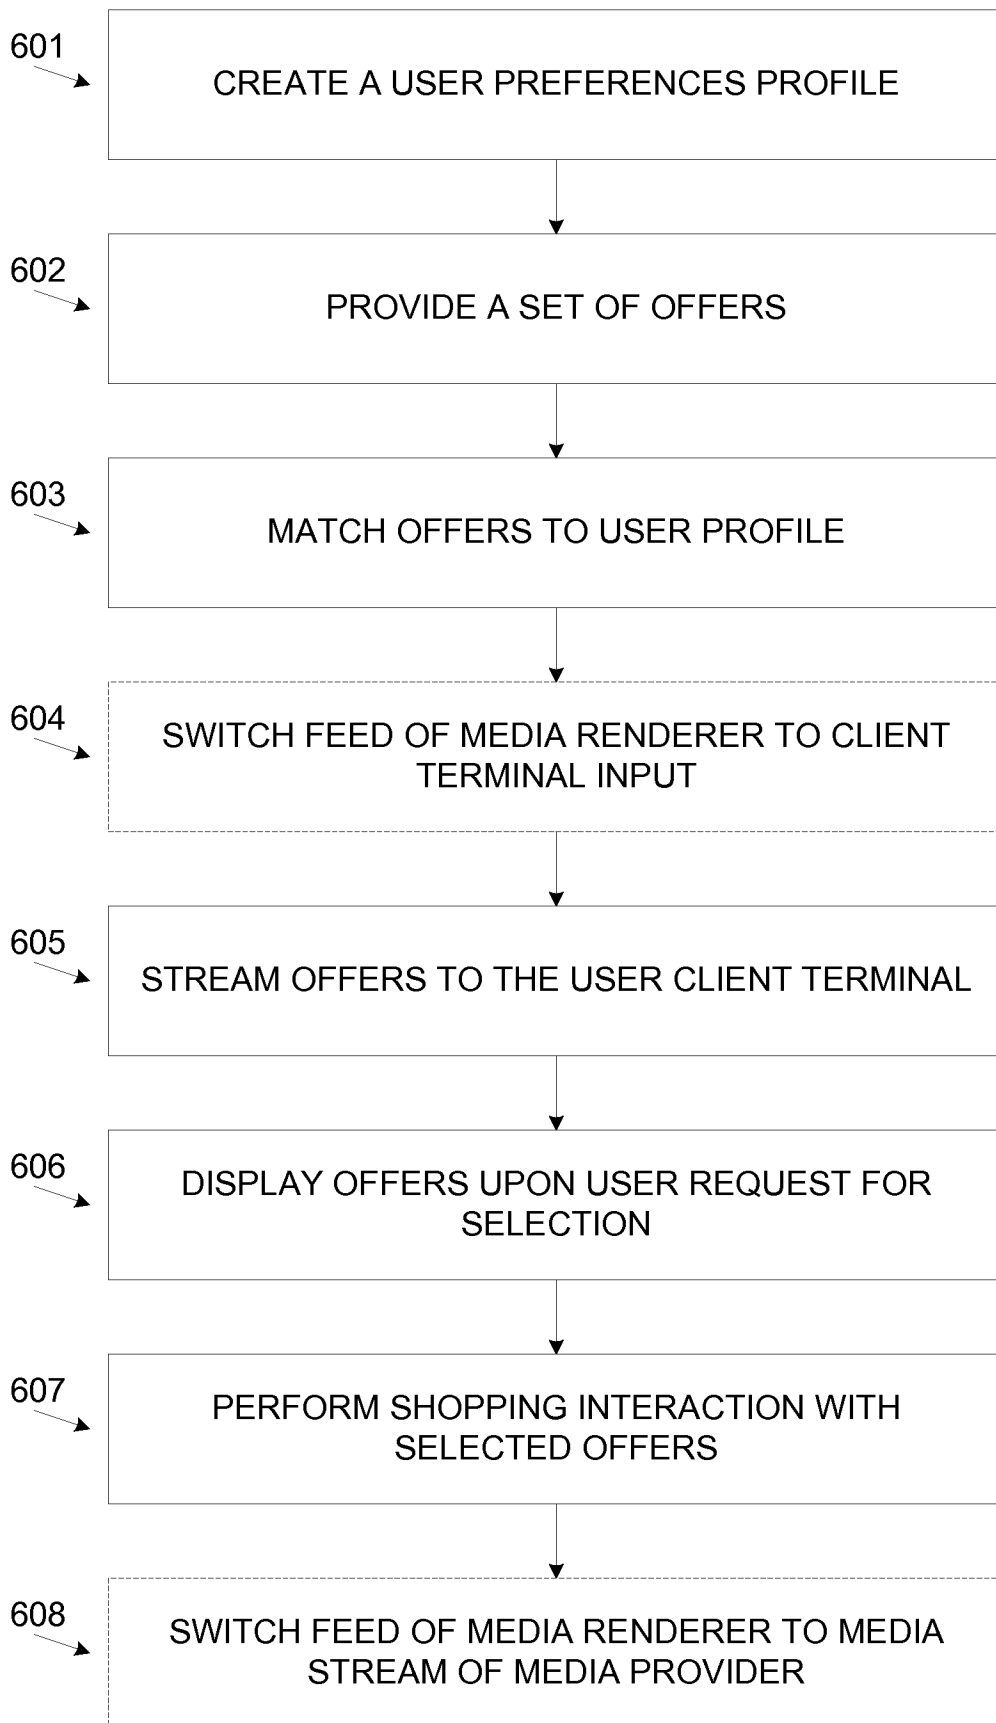 601
CREATE A USER PREFERENCES PROFILE
602
PROVIDE A SET OF OFFERS
603
MATCH OFFERS TO USER PROFILE
604
SWITCH FEED OF MEDIA RENDERER TO CLIENT
TERMINAL INPUT
605
STREAM OFFERS TO THE USER CLIENT TERMINAL
606
DISPLAY OFFERS UPON USER REQUEST FOR
SELECTION
607
PERFORM SHOPPING INTERACTION WITH
SELECTED OFFERS
608
SWITCH FEED OF MEDIA RENDERER TO MEDIA
STREAM OF MEDIA PROVIDER